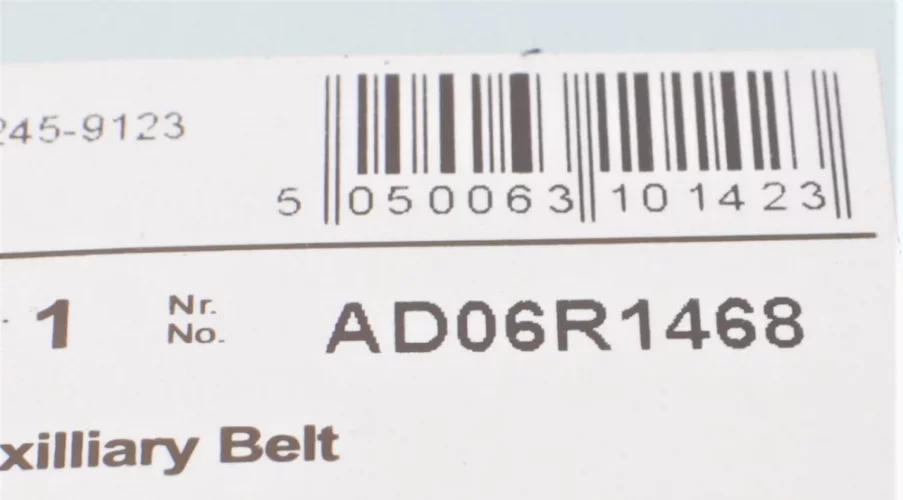 245-9123
5 050063 101423
1 Nr. No. AD06R1468
xilliary Belt